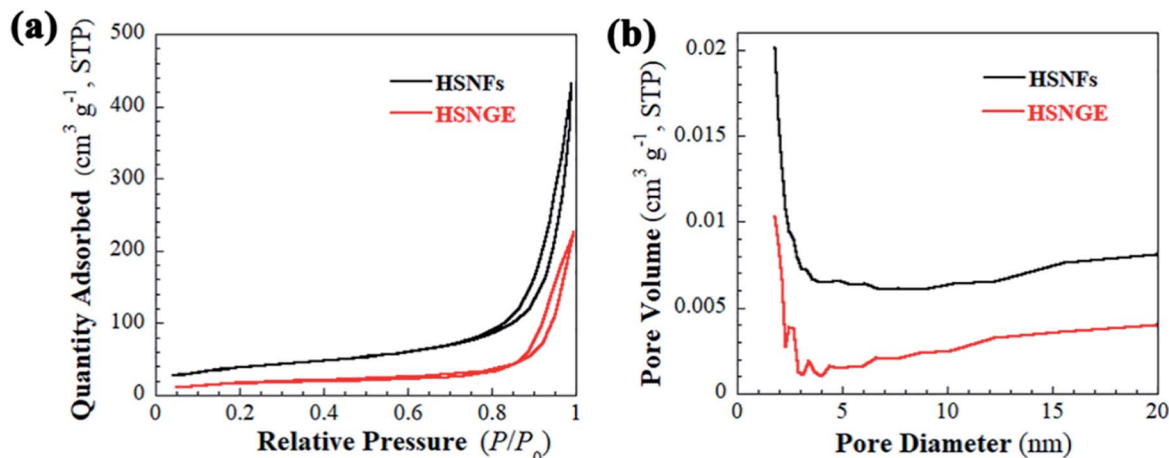 (a)
500
400
300
200
100
0
Quantity Adsorbed (cm³ g⁻¹, STP)
HSNFs
HSNGE
0 0.2 0.4 0.6 0.8 1
Relative Pressure (P/P₀)
(b)
0.02
0.015
0.01
0.005
0
Pore Volume (cm³ g⁻¹, STP)
HSNFs
HSNGE
0 5 10 15 20
Pore Diameter (nm)